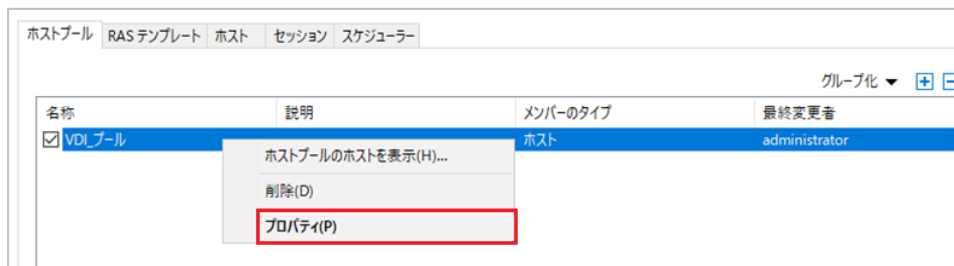 ホストプール RAS テンプレート ホスト セッション スケジューラー
グループ化
名称 説明 メンバーのタイプ 最終変更者
VDI_プール ホスト administrator
ホストプールのホストを表示(H)...
削除(D)
プロパティ(P)